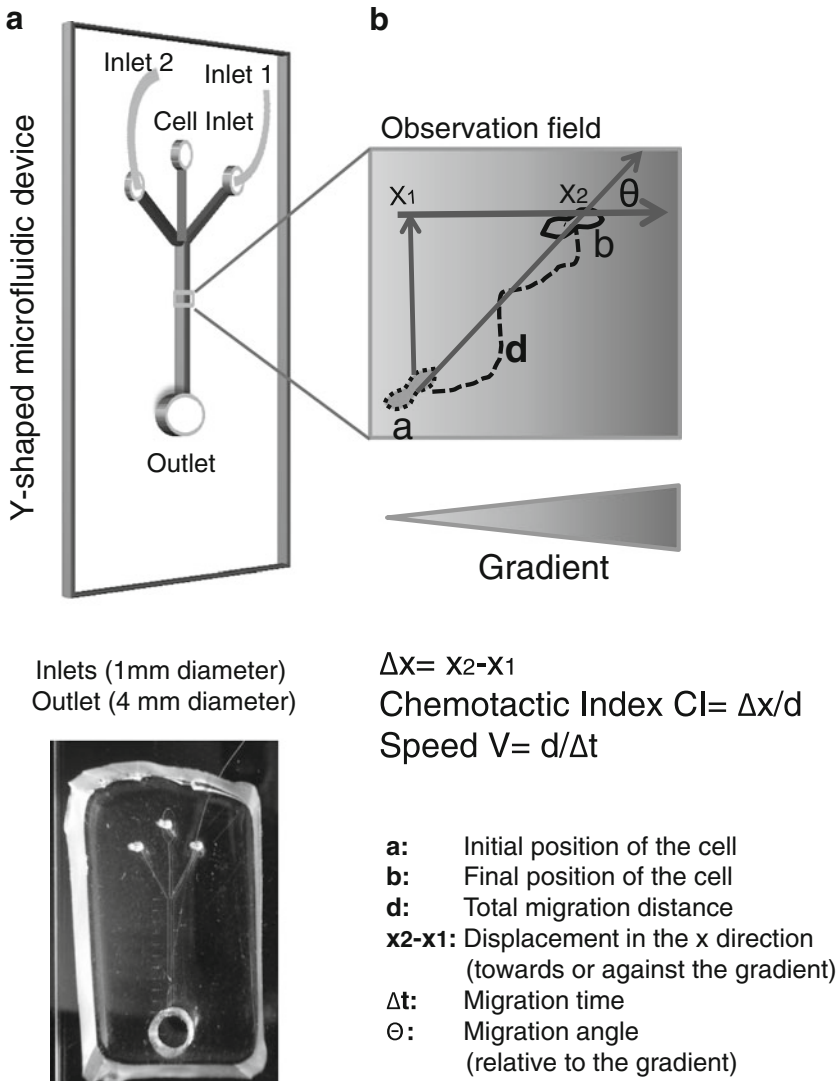 a
Y-shaped microfluidic device
Inlet 2
Inlet 1
Cell Inlet
Outlet
Inlets (1mm diameter)
Outlet (4 mm diameter)
b
Observation field
X1
X2
θ
b
d
a
Gradient
Δx= x2-x1
Chemotactic Index CI= Δx/d
Speed V= d/Δt
a: Initial position of the cell
b: Final position of the cell
d: Total migration distance
x2-x1: Displacement in the x direction
(towards or against the gradient)
Δt: Migration time
Θ: Migration angle
(relative to the gradient)